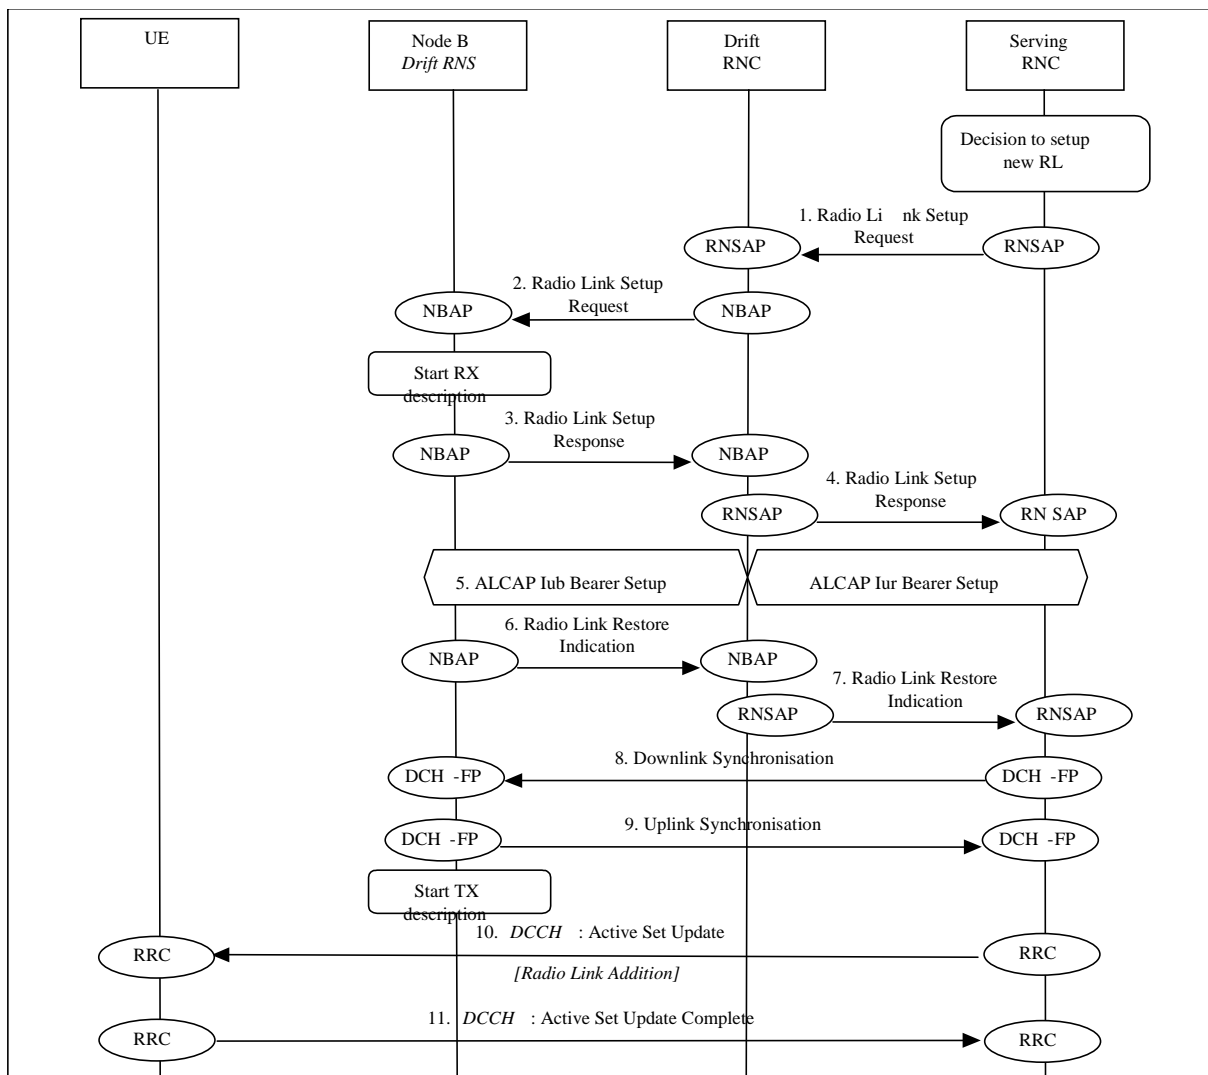 UE
Node B
Drift RNS
Drift
RNC
Serving
RNC
Decision to setup
new RL
1. Radio Li nk Setup
Request
RNSAP
RNSAP
2. Radio Link Setup
Request
NBAP
NBAP
Start RX
description
3. Radio Link Setup
Response
NBAP
NBAP
4. Radio Link Setup
Response
RNSAP
RN SAP
5. ALCAP Iub Bearer Setup
ALCAP Iur Bearer Setup
6. Radio Link Restore
Indication
NBAP
NBAP
7. Radio Link Restore
Indication
RNSAP
RNSAP
8. Downlink Synchronisation
DCH -FP
DCH -FP
9. Uplink Synchronisation
DCH -FP
DCH -FP
Start TX
description
10. DCCH : Active Set Update
RRC
RRC
[Radio Link Addition]
11. DCCH : Active Set Update Complete
RRC
RRC